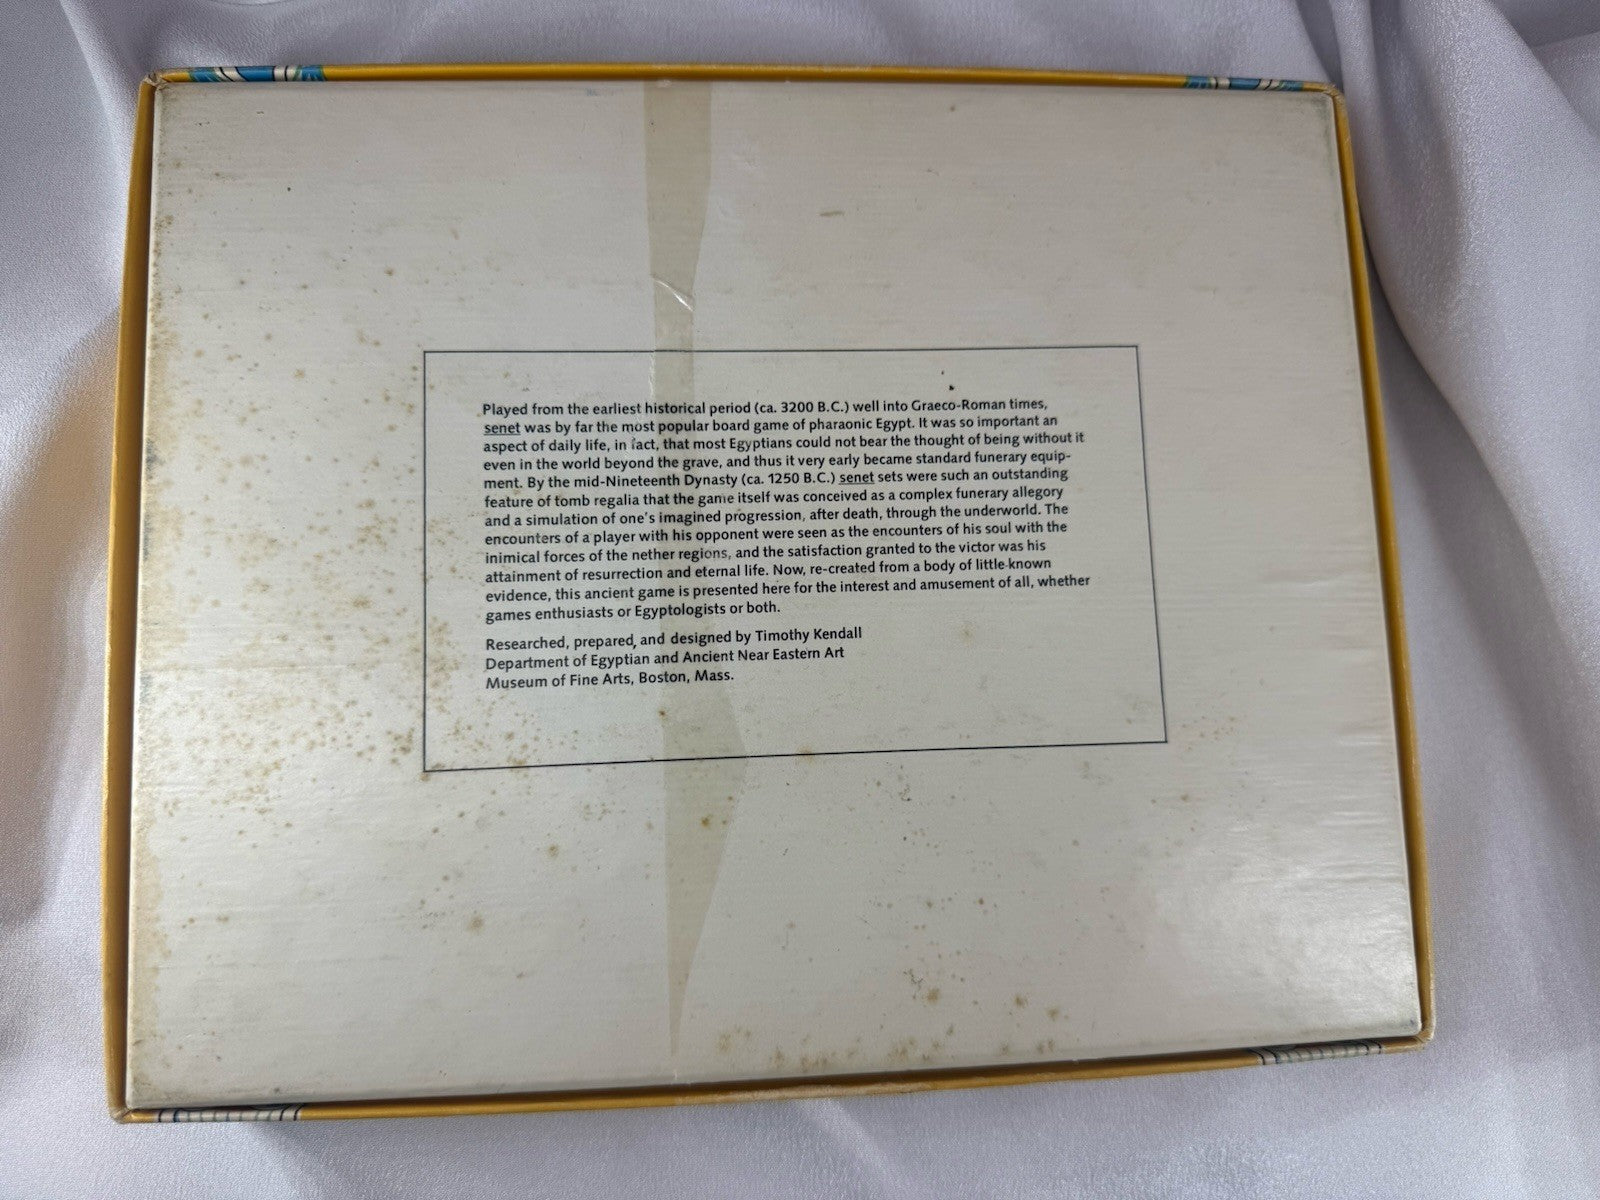 Played from the earliest historical period (ca. 3200 B.C.) well into Graeco-Roman times,
senet was by far the most popular board game of pharaonic Egypt. It was so important an
aspect of daily life, in fact, that most Egyptians could not bear the thought of being without it
even in the world beyond the grave, and thus it very early became standard funerary equip-
ment. By the mid-Nineteenth Dynasty (ca. 1250 B.C.) senet sets were such an outstanding
feature of tomb regalia that the game itself was conceived as a complex funerary allegory
and a simulation of one's imagined progression, after death, through the underworld. The
encounters of a player with his opponent were seen as the encounters of his soul with the
inimical forces of the nether regions, and the satisfaction granted to the victor was his
attainment of resurrection and eternal life. Now, re-created from a body of little-known
evidence, this ancient game is presented here for the interest and amusement of all, whether
games enthusiasts or Egyptologists or both.
Researched, prepared, and designed by Timothy Kendall
Department of Egyptian and Ancient Near Eastern Art
Museum of Fine Arts, Boston, Mass.